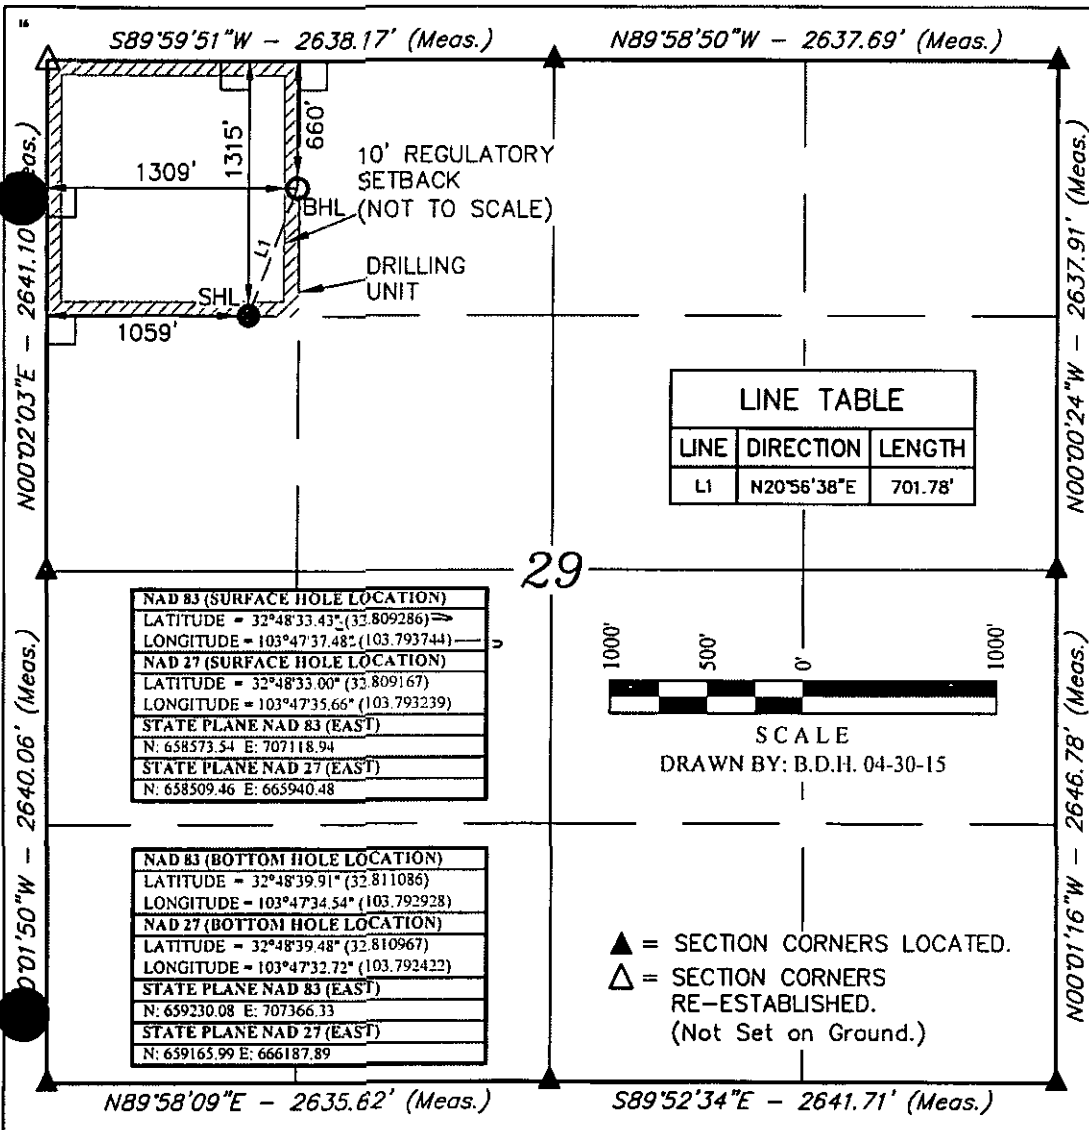 16
S89°59'51"W - 2638.17' (Meas.)
N89°58'50"W - 2637.69' (Meas.)
1315'
660'
1309'
10' REGULATORY
SETBACK
(NOT TO SCALE)
BHL
L1
DRILLING
UNIT
SHL
1059'
N00°02'03"E - 2641.10'
eas.)
N00°00'24"W - 2637.91' (Meas.)
LINE TABLE
LINE DIRECTION LENGTH
L1 N20°56'38"E 701.78'
29
NAD 83 (SURFACE HOLE LOCATION)
LATITUDE = 32°48'33.43" (32.809286)
LONGITUDE = 103°47'37.48" (103.793744)
NAD 27 (SURFACE HOLE LOCATION)
LATITUDE = 32°48'33.00" (32.809167)
LONGITUDE = 103°47'35.66" (103.793239)
STATE PLANE NAD 83 (EAST)
N: 658573.54 E: 707118.94
STATE PLANE NAD 27 (EAST)
N: 658509.46 E: 665940.48
1000'
500'
0'
1000'
SCALE
DRAWN BY: B.D.H. 04-30-15
NAD 83 (BOTTOM HOLE LOCATION)
LATITUDE = 32°48'39.91" (32.811086)
LONGITUDE = 103°47'34.54" (103.792928)
NAD 27 (BOTTOM HOLE LOCATION)
LATITUDE = 32°48'39.48" (32.810967)
LONGITUDE = 103°47'32.72" (103.792422)
STATE PLANE NAD 83 (EAST)
N: 659230.08 E: 707366.33
STATE PLANE NAD 27 (EAST)
N: 659165.99 E: 666187.89
0°01'50"W - 2640.06' (Meas.)
N00°01'16"W - 2646.78' (Meas.)
▲ = SECTION CORNERS LOCATED.
△ = SECTION CORNERS
RE-ESTABLISHED.
(Not Set on Ground.)
N89°58'09"E - 2635.62' (Meas.)
S89°52'34"E - 2641.71' (Meas.)